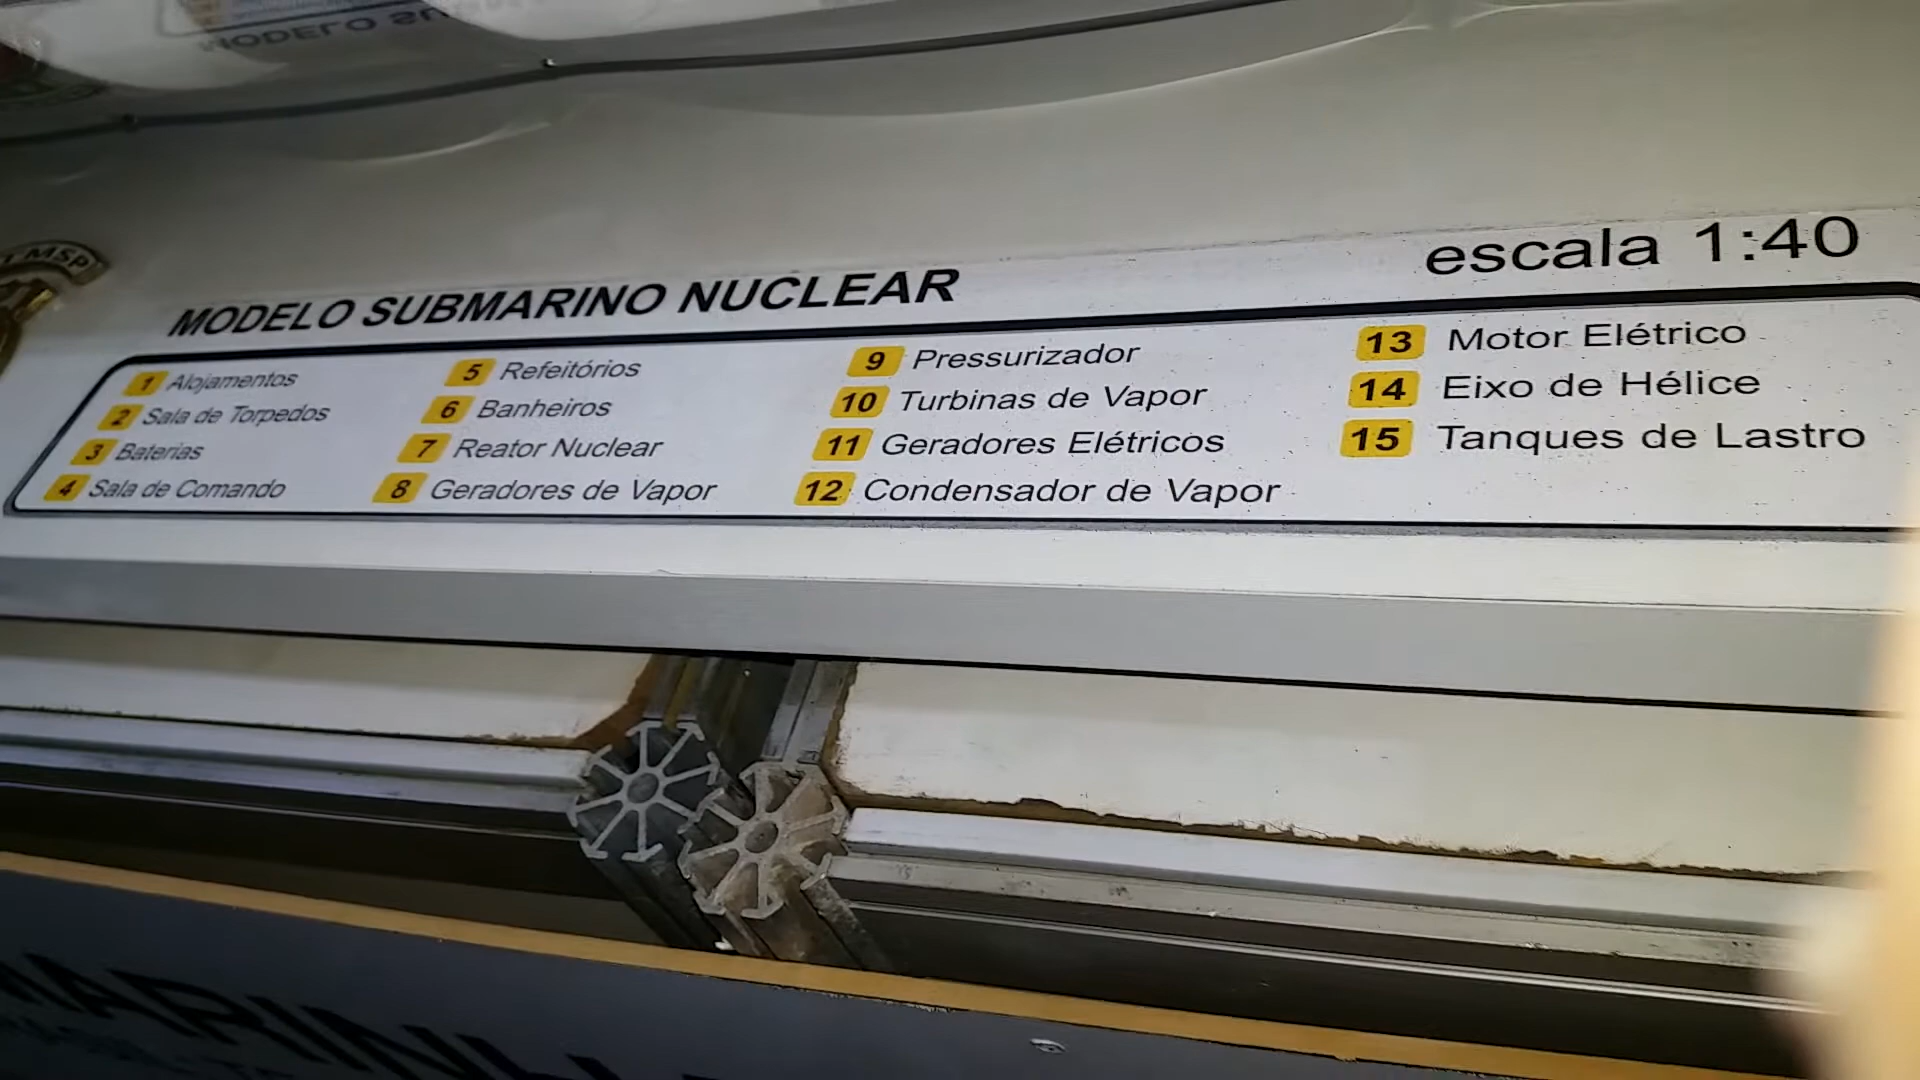 MODELO SUBMARINO NUCLEAR
escala 1:40
1 Alojamentos
2 Sala de Torpedos
3 Baterias
4 Sala de Comando
5 Refeitórios
6 Banheiros
7 Reator Nuclear
8 Geradores de Vapor
9 Pressurizador
10 Turbinas de Vapor
11 Geradores Elétricos
12 Condensador de Vapor
13 Motor Elétrico
14 Eixo de Hélice
15 Tanques de Lastro